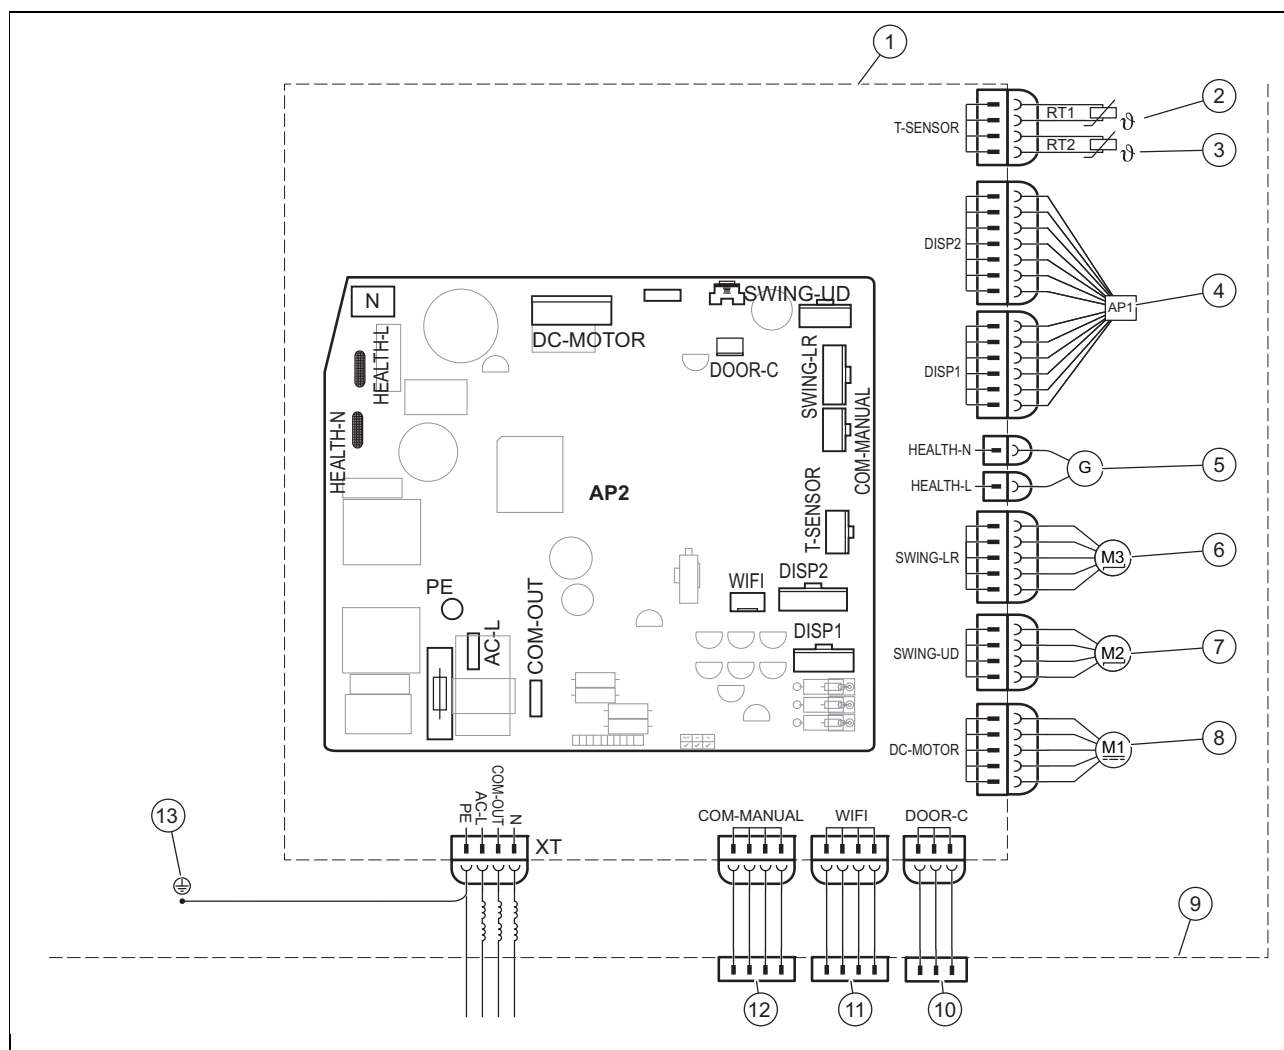 1
2
T-SENSOR
RT1
ϑ
RT2
ϑ
3
DISP2
AP1
4
DISP1
HEALTH-N
G
5
HEALTH-L
SWING-LR
M3
6
SWING-UD
M2
7
DC-MOTOR
M1
8
N
SWING-UD
DC-MOTOR
DOOR-C
HEALTH-L
SWING-LR
HEALTH-N
COM-MANUAL
AP2
T-SENSOR
WIFI
DISP2
PE
AC-L
COM-OUT
DISP1
13
PE
AC-L
COM-OUT
N
XT
COM-MANUAL
WIFI
DOOR-C
9
12
11
10